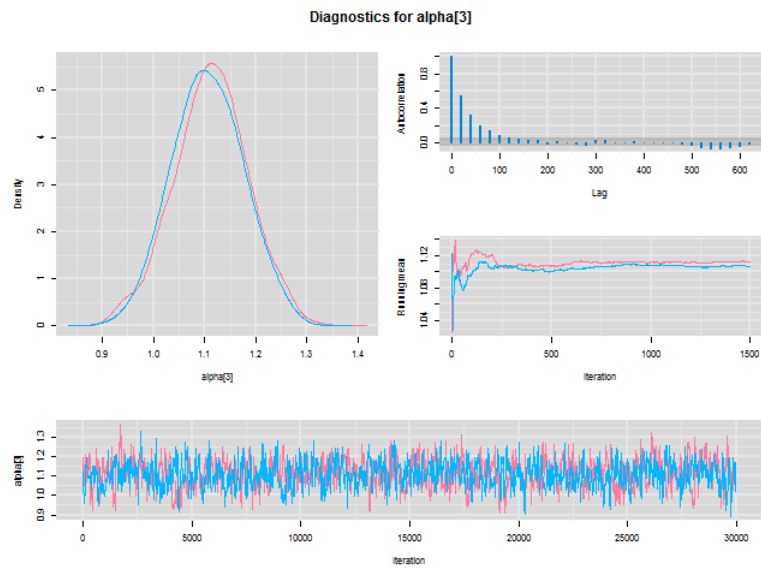 Diagnostics for alpha[3]
Density
0 1 2 3 4 5
0.9 1.0 1.1 1.2 1.3 1.4
alpha[3]
Autocorrelation
0.0 0.4 0.8
0 100 200 300 400 500 600
Lag
Running mean
1.04 1.08 1.12
0 500 1000 1500
Iteration
alpha[3]
0.9 1.0 1.1 1.2 1.3
0 5000 10000 15000 20000 25000 30000
Iteration